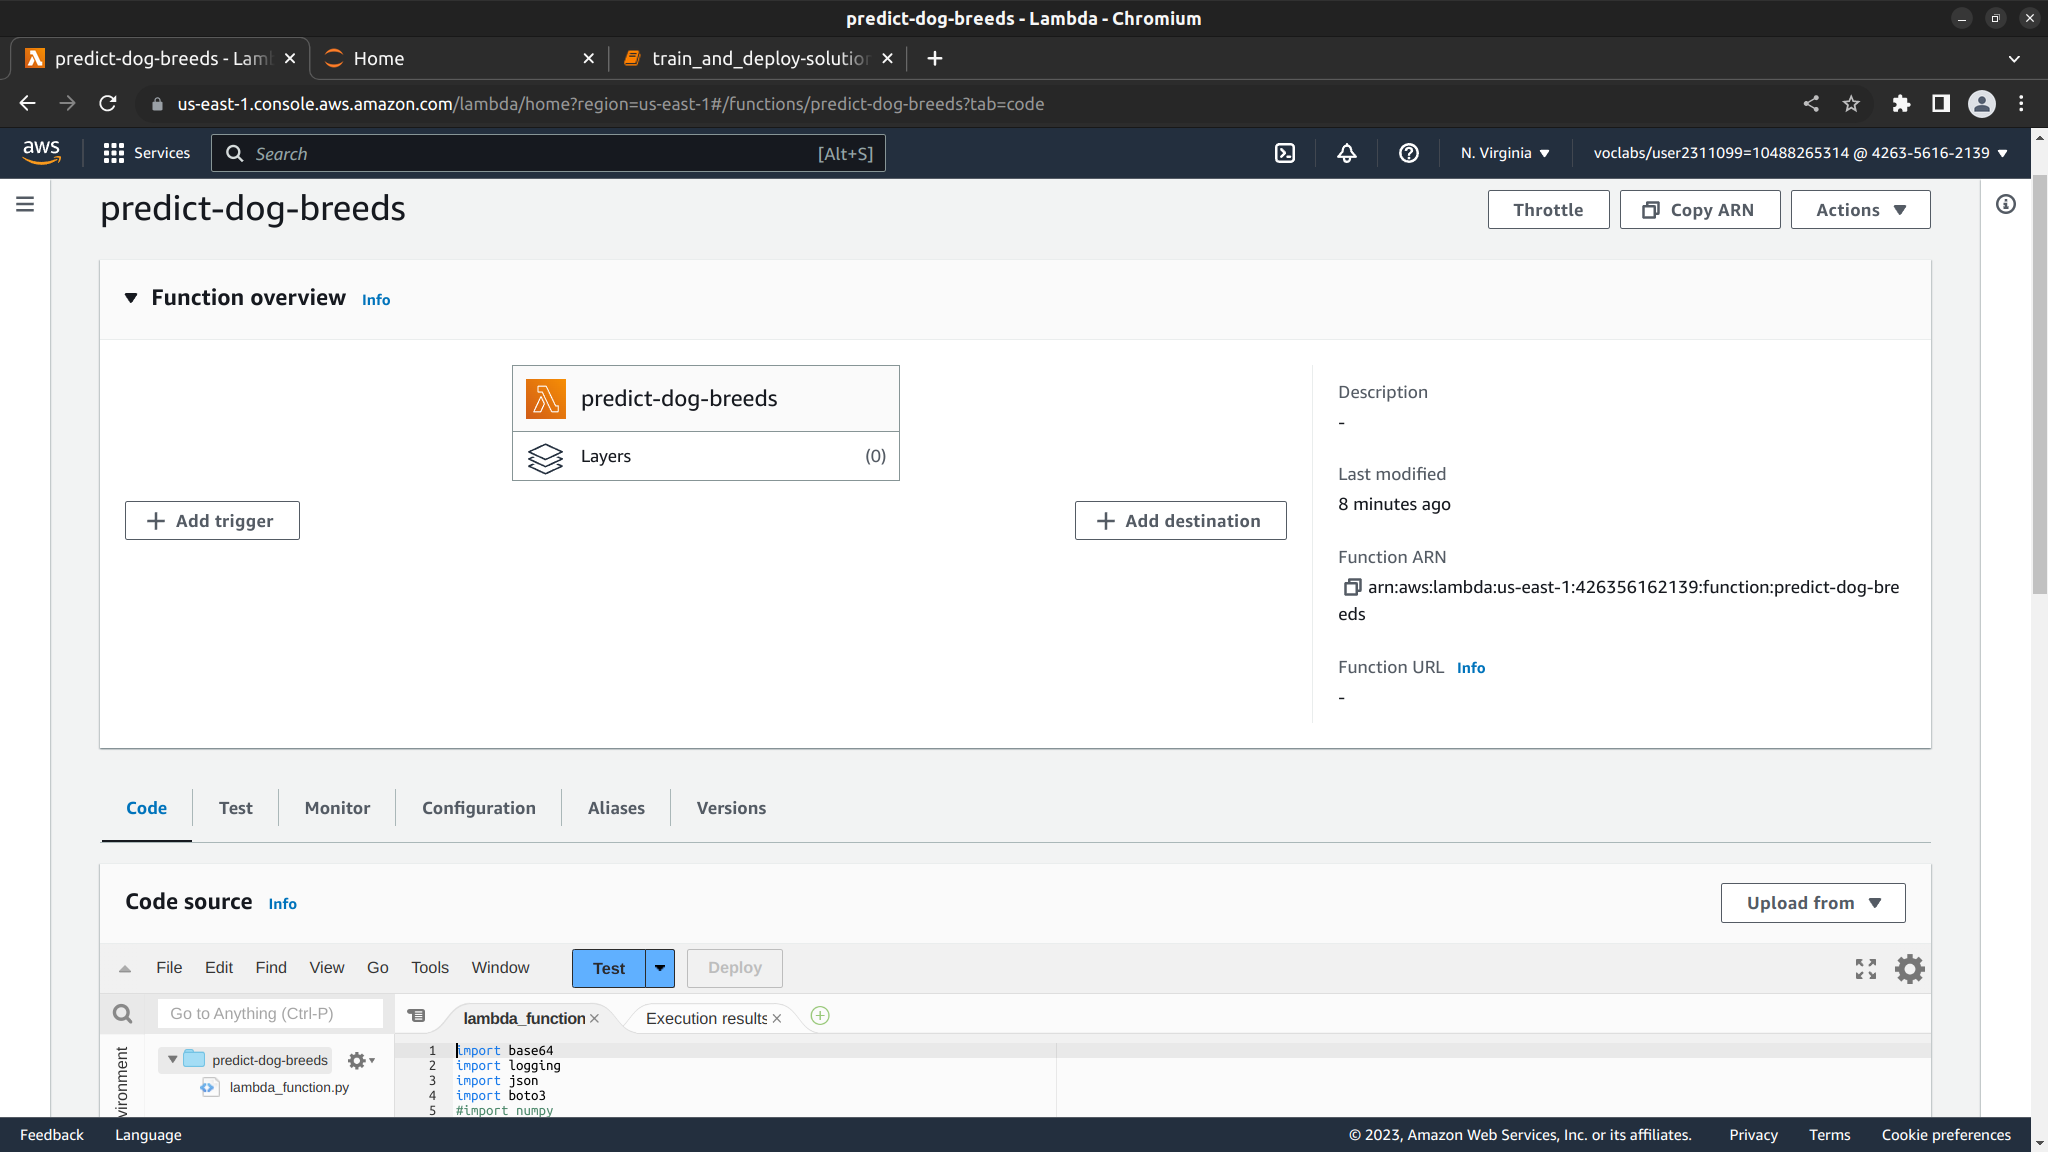 predict-dog-breeds - Lambda - Chromium
predict-dog-breeds - Lam
Home
train_and_deploy-solution
us-east-1.console.aws.amazon.com/lambda/home?region=us-east-1#/functions/predict-dog-breeds?tab=code
aws
Services
Search
[Alt+S]
N. Virginia
voclabs/user2311099=10488265314 @ 4263-5616-2139
predict-dog-breeds
Throttle
Copy ARN
Actions
Function overview Info
predict-dog-breeds
Layers
(0)
Add trigger
Add destination
Description
-
Last modified
8 minutes ago
Function ARN
arn:aws:lambda:us-east-1:426356162139:function:predict-dog-bre
eds
Function URL Info
-
Code
Test
Monitor
Configuration
Aliases
Versions
Code source Info
Upload from
File
Edit
Find
View
Go
Tools
Window
Test
Deploy
Go to Anything (Ctrl-P)
lambda_function
Execution results
vironment
predict-dog-breeds
lambda_function.py
1 import base64
2 import logging
3 import json
4 import boto3
5 #import numpy
Feedback
Language
© 2023, Amazon Web Services, Inc. or its affiliates.
Privacy
Terms
Cookie preferences